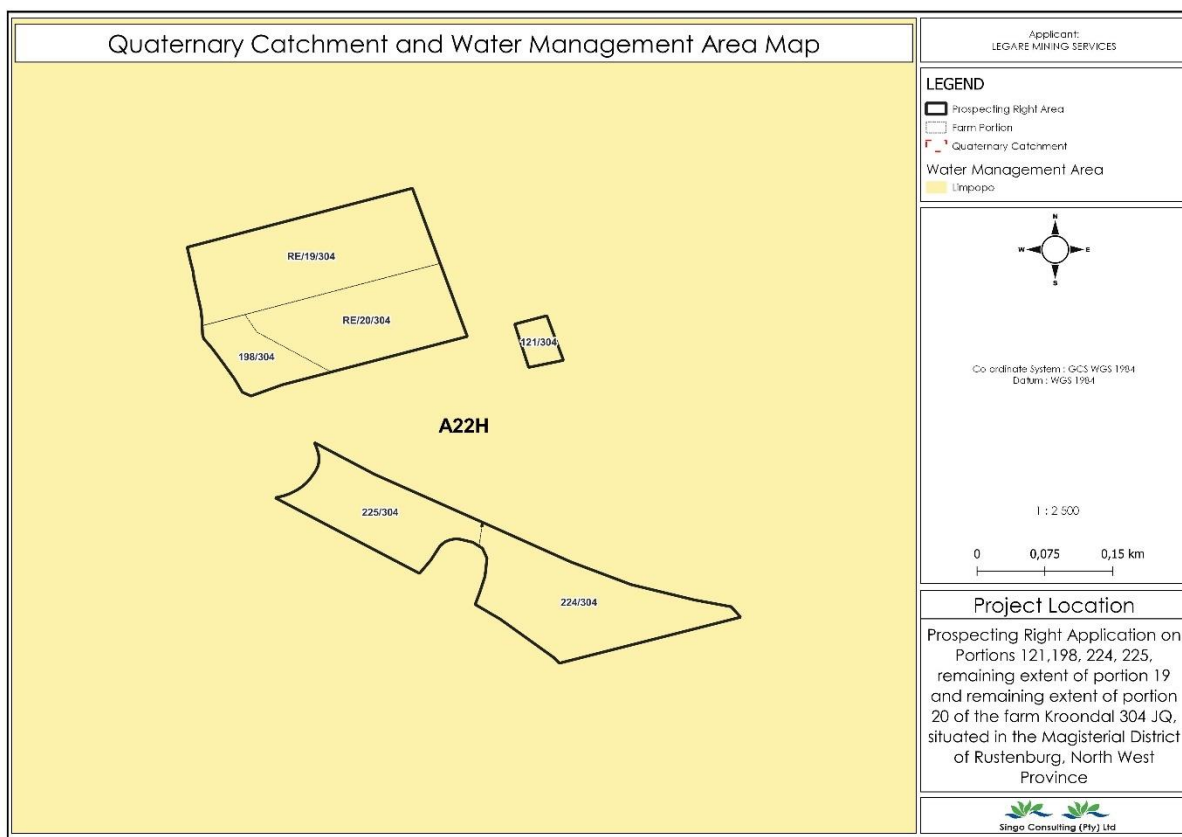 Quaternary Catchment and Water Management Area Map
RE/19/304
RE/20/304
198/304
121/304
A22H
225/304
224/304
Applicant:
LEGARE MINING SERVICES
LEGEND
Prospecting Right Area
Farm Portion
Quaternary Catchment
Water Management Area
Limpopo
N
W
E
S
Co ordinate System : GCS WGS 1984
Datum : WGS 1984
1 : 2 500
0 0,075 0,15 km
Project Location
Prospecting Right Application on
Portions 121,198, 224, 225,
remaining extent of portion 19
and remaining extent of portion
20 of the farm Kroondal 304 JQ,
situated in the Magisterial District
of Rustenburg, North West
Province
Singo Consulting (Pty) Ltd